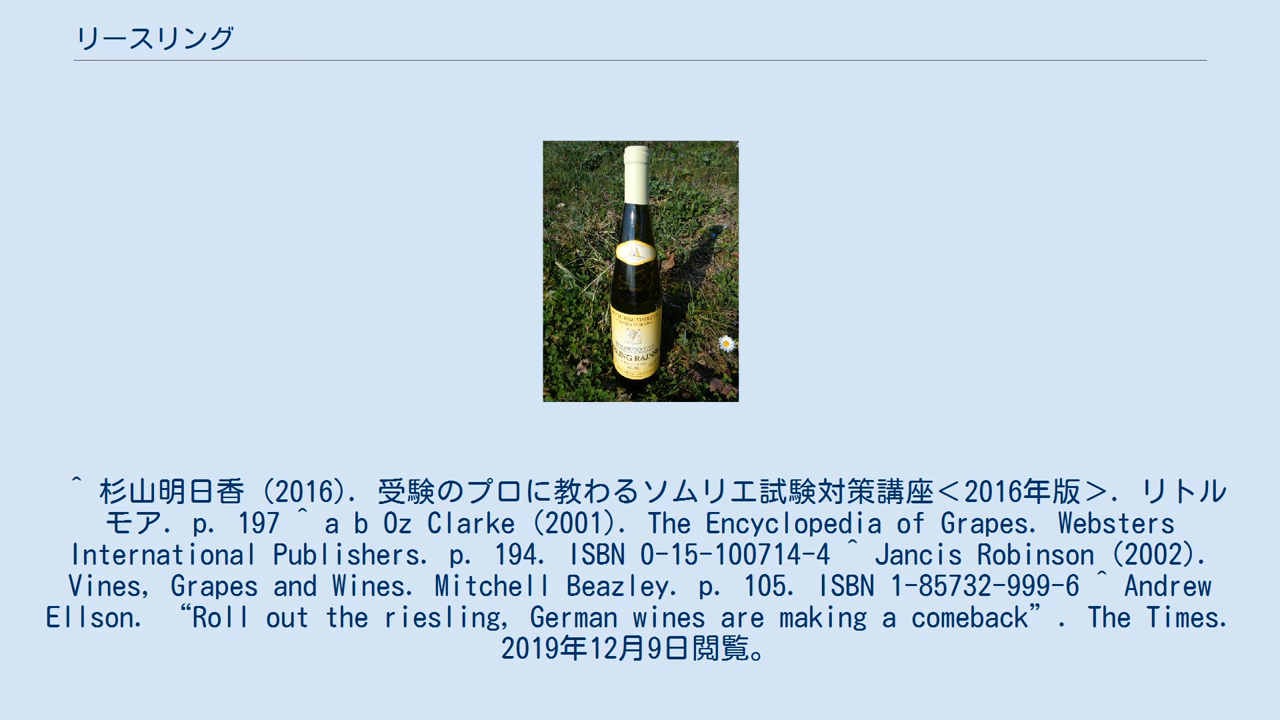 リースリング
^ 杉山明日香 (2016). 受験のプロに教わるソムリエ試験対策講座＜2016年版＞. リトル
モア. p. 197 ^ a b Oz Clarke (2001). The Encyclopedia of Grapes. Websters
International Publishers. p. 194. ISBN 0-15-100714-4 ^ Jancis Robinson (2002).
Vines, Grapes and Wines. Mitchell Beazley. p. 105. ISBN 1-85732-999-6 ^ Andrew
Ellson. “Roll out the riesling, German wines are making a comeback”. The Times.
2019年12月9日閲覧。